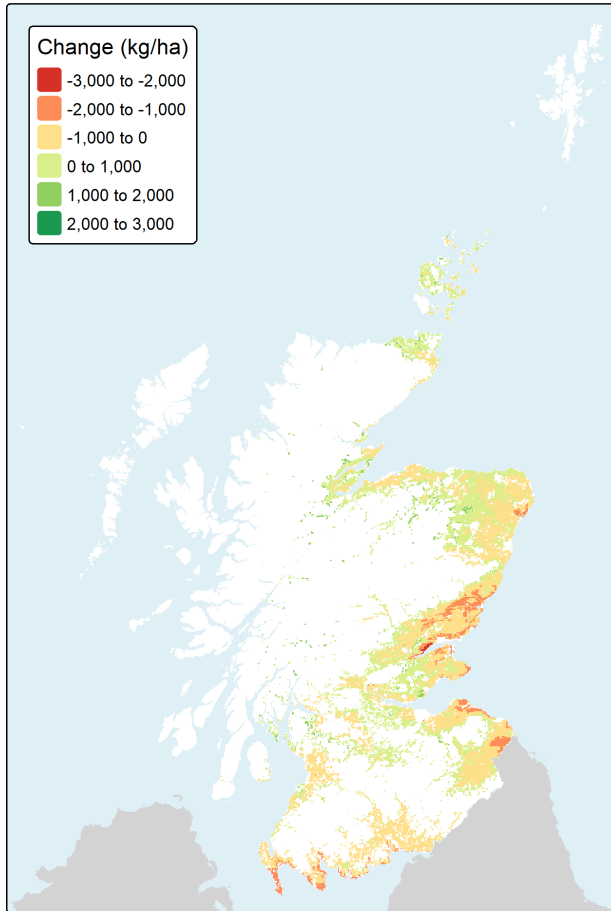 Change (kg/ha)
-3,000 to -2,000
-2,000 to -1,000
-1,000 to 0
0 to 1,000
1,000 to 2,000
2,000 to 3,000